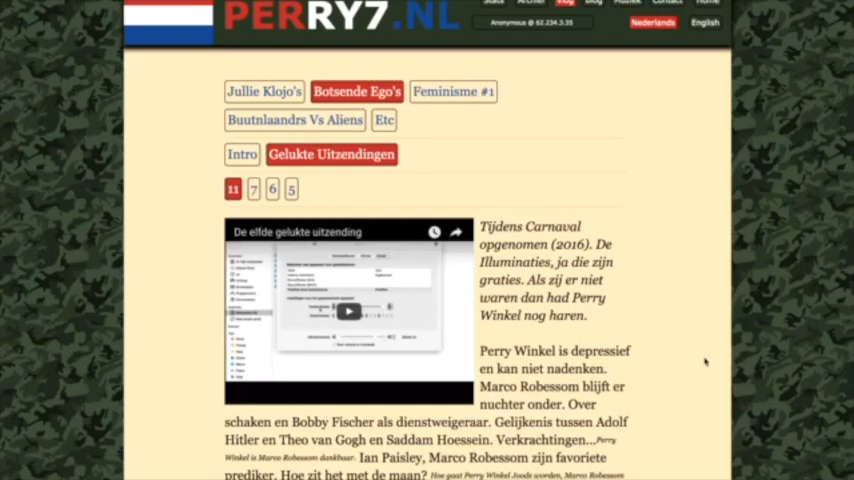 PERRY7.NL
Stats Archief Vlog Blog Muziek Contact Home
Anonymous @ 62.234.3.35
Nederlands English
Jullie Klojo's Botsende Ego's Feminisme #1
Buutnlaandrs Vs Aliens Etc
Intro Gelukte Uitzendingen
11 7 6 5
De elfde gelukte uitzending
Tijdens Carnaval
opgenomen (2016). De
Illuminaties, ja die zijn
graties. Als zij er niet
waren dan had Perry
Winkel nog haren.
Perry Winkel is depressief
en kan niet nadenken.
Marco Robessom blijft er
nuchter onder. Over
schaken en Bobby Fischer als dienstweigeraar. Gelijkenis tussen Adolf
Hitler en Theo van Gogh en Saddam Hoessein. Verkrachtingen...Perry
Winkel is Marco Robessom dankbaar. Ian Paisley, Marco Robessom zijn favoriete
prediker. Hoe zit het met de maan? Hoe gaat Perry Winkel Joods worden, Marco Robessom